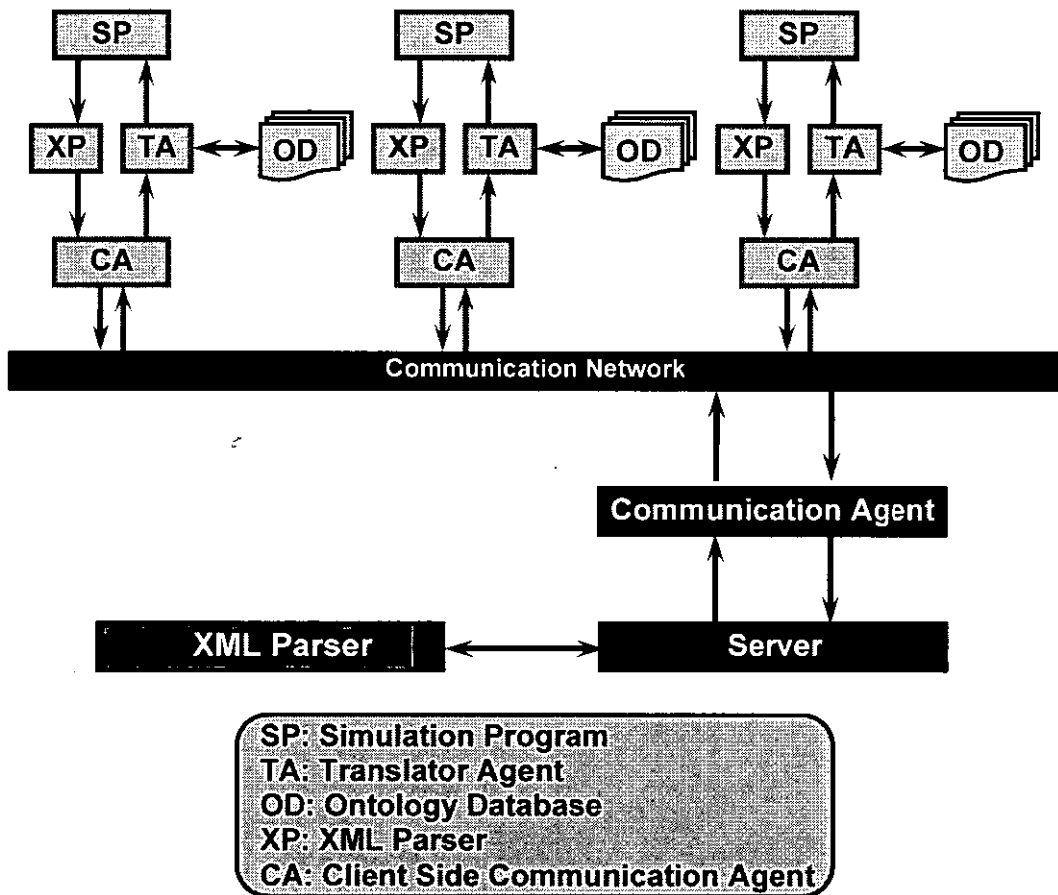 SP SP SP
XP TA OD XP TA OD XP TA OD
CA CA CA
Communication Network
Communication Agent
XML Parser Server
SP: Simulation Program
TA: Translator Agent
OD: Ontology Database
XP: XML Parser
CA: Client Side Communication Agent